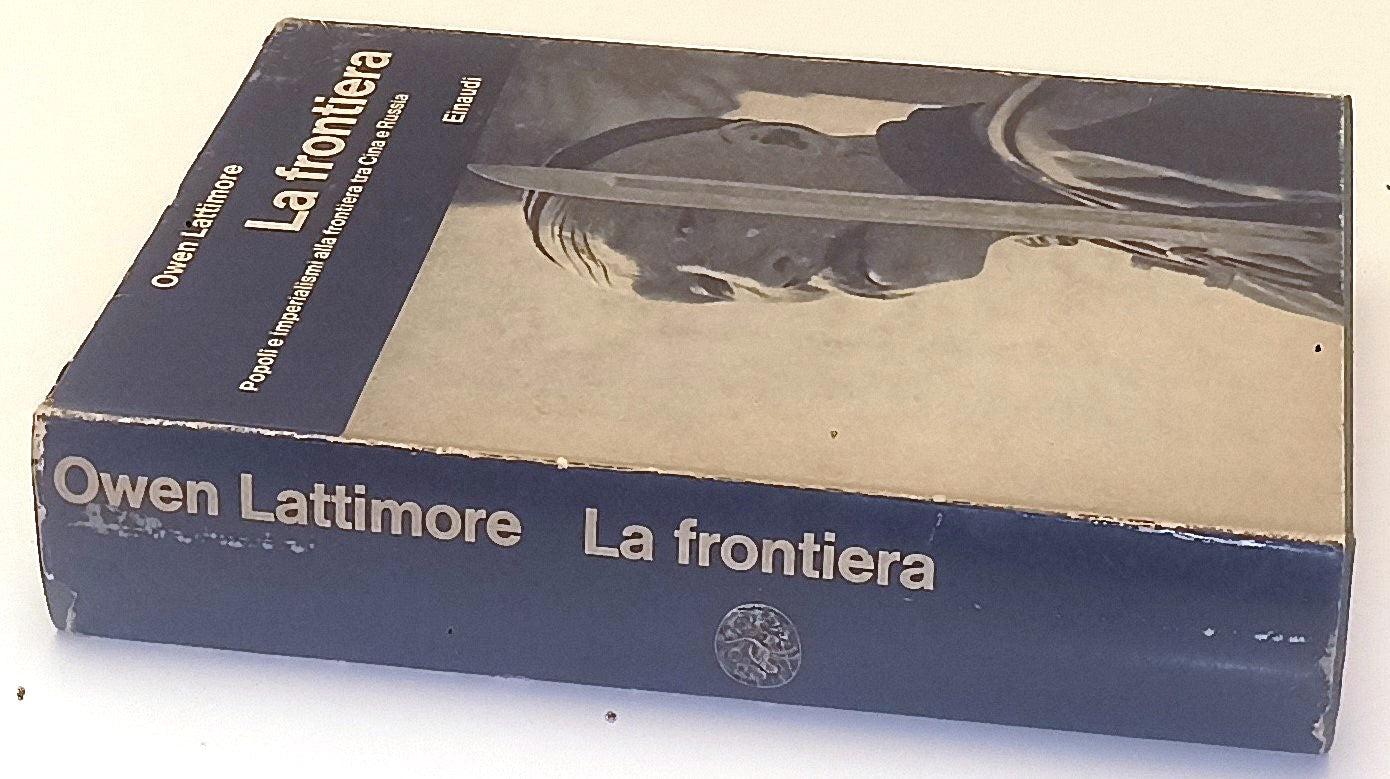 Owen Lattimore
La frontiera
Popoli e imperialismi alla frontiera tra Cina e Russia
Einaudi
Owen Lattimore La frontiera